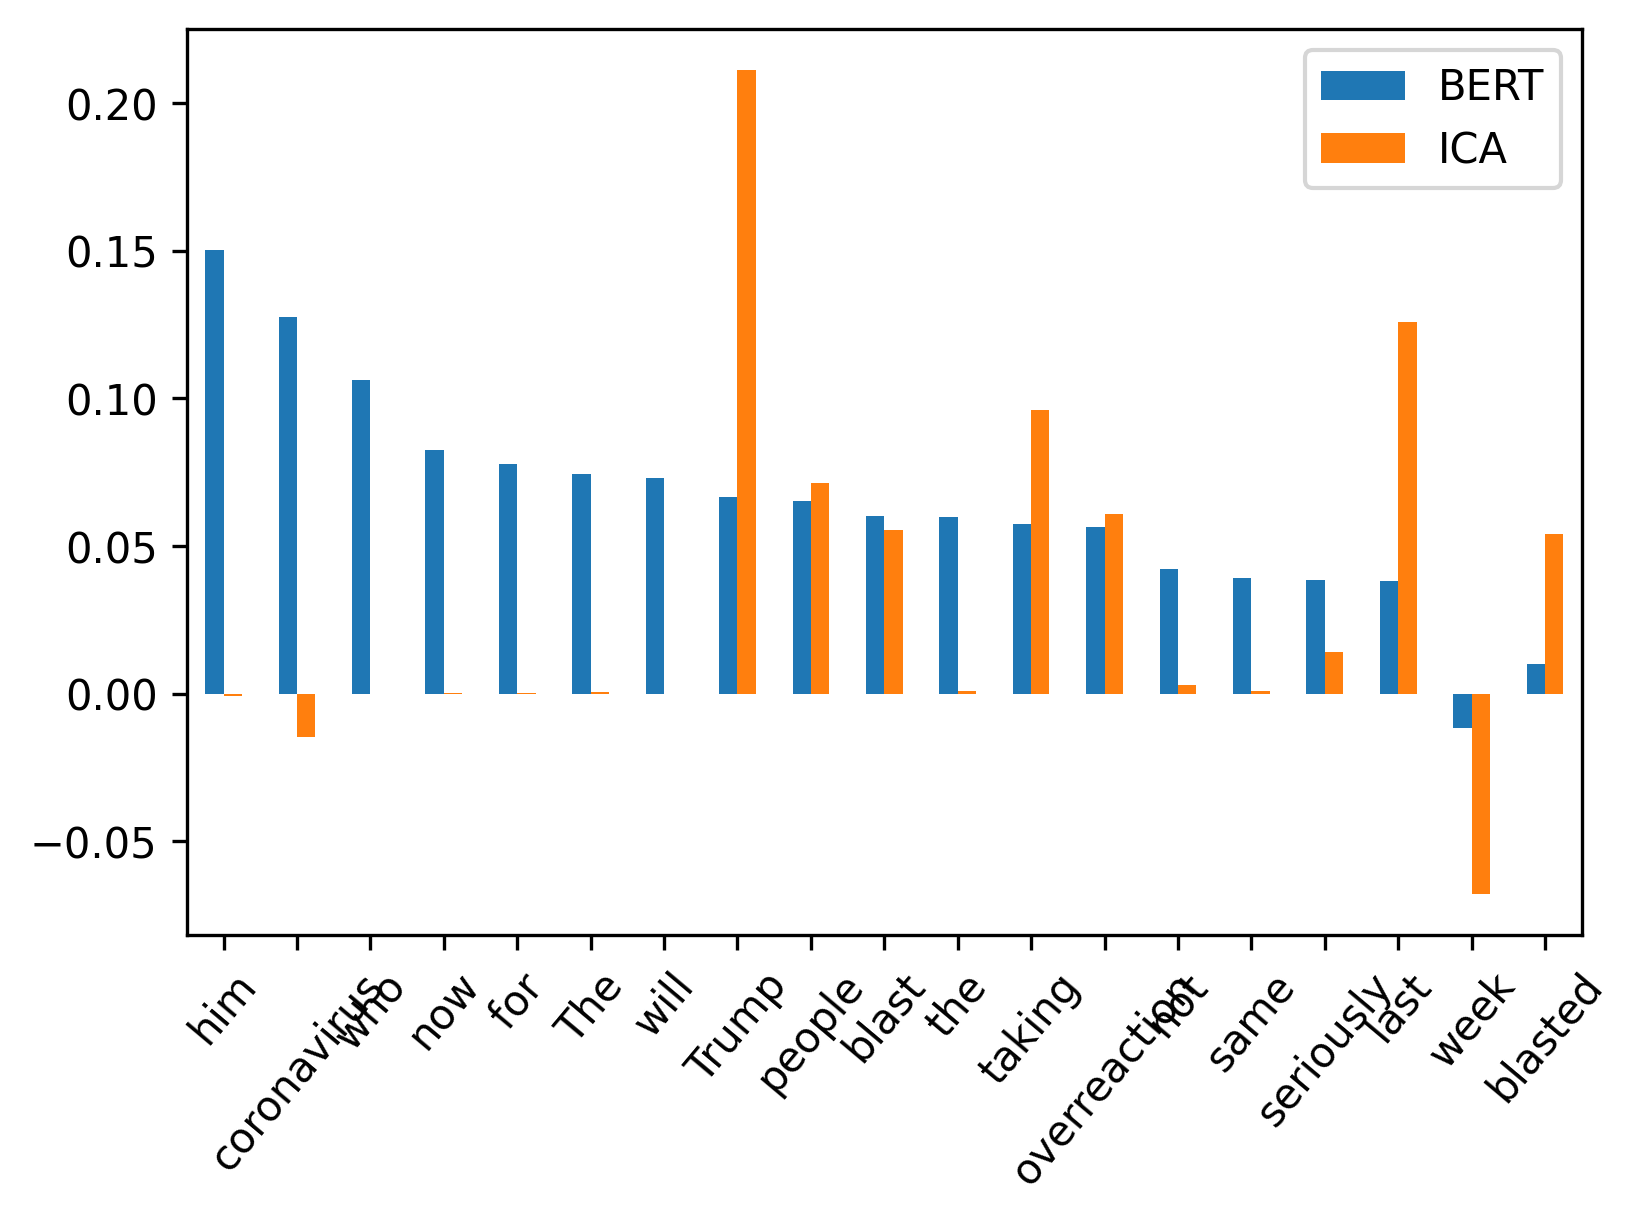 BERT
ICA
0.20
0.15
0.10
0.05
0.00
−0.05
him
coronavirus
who
now
for
The
will
Trump
people
blast
the
taking
overreaction
not
same
seriously
last
week
blasted